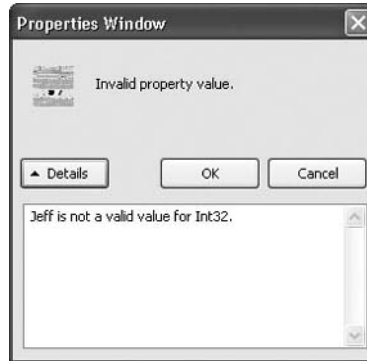 Properties Window
Invalid property value.
Details
OK
Cancel
Jeff is not a valid value for Int32.